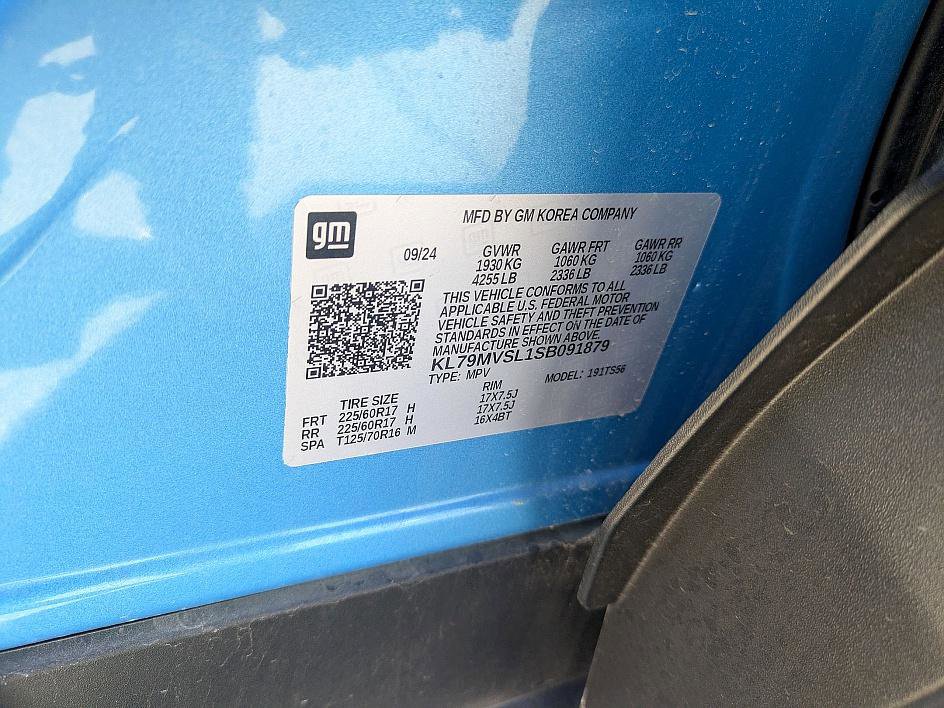 gm
MFD BY GM KOREA COMPANY
09/24 GVWR GAWR FRT GAWR RR
1930 KG 1060 KG 1060 KG
4255 LB 2336 LB 2336 LB
THIS VEHICLE CONFORMS TO ALL
APPLICABLE U.S. FEDERAL MOTOR
VEHICLE SAFETY AND THEFT PREVENTION
STANDARDS IN EFFECT ON THE DATE OF
MANUFACTURE SHOWN ABOVE.
KL79MVSL1SB091879
TYPE: MPV MODEL: 191TS56
TIRE SIZE RIM
FRT 225/60R17 H 17X7.5J
RR 225/60R17 H 17X7.5J
SPA T125/70R16 M 16X4BT